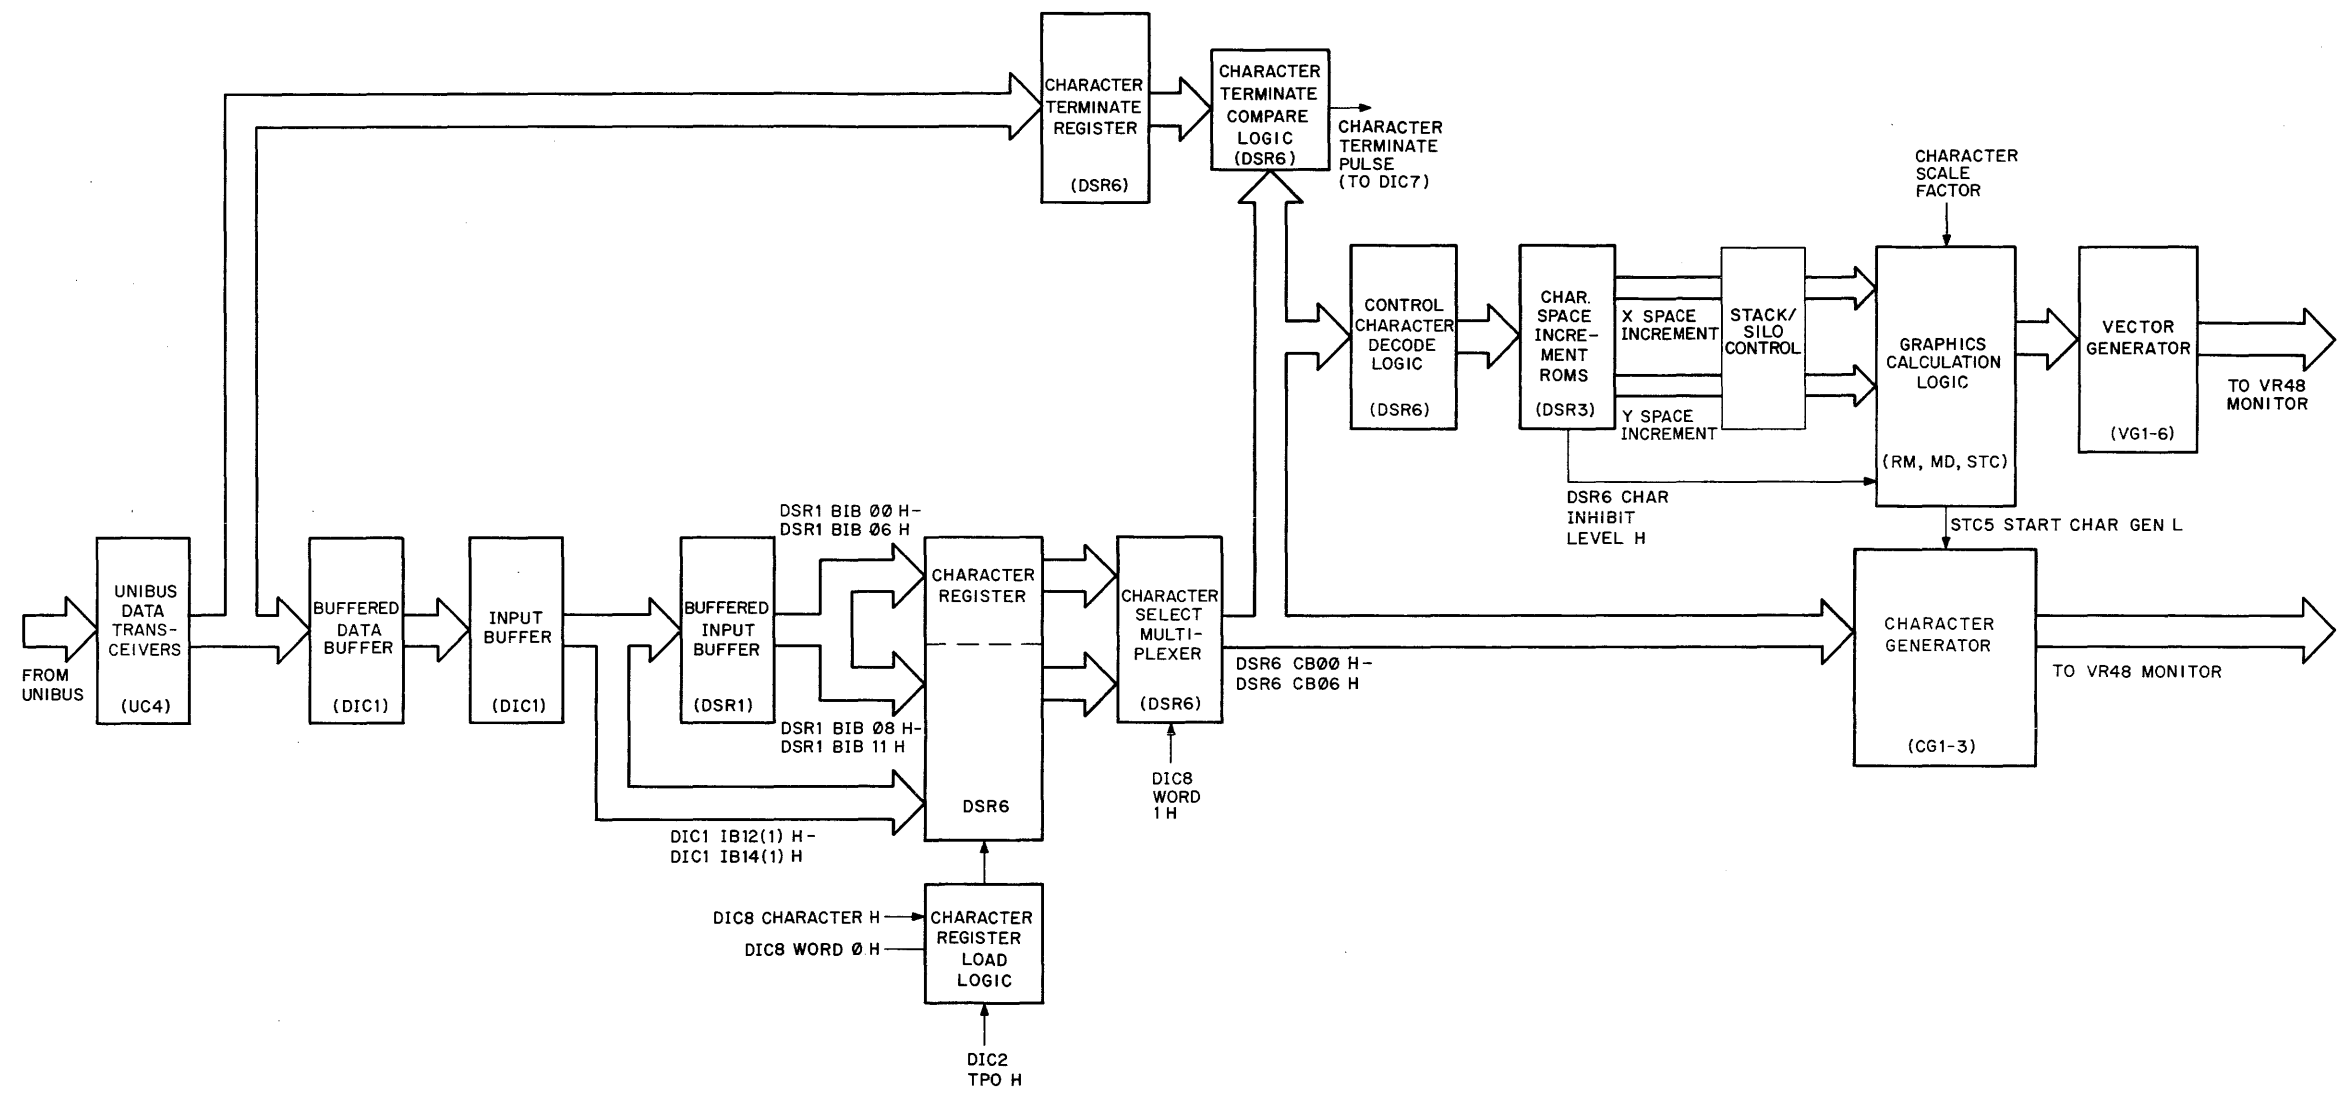 CHARACTER
TERMINATE
REGISTER
(DSR6)
CHARACTER
TERMINATE
COMPARE
LOGIC
(DSR6)
CHARACTER
TERMINATE
PULSE
(TO DIC7)
CHARACTER
SCALE
FACTOR
CONTROL
CHARACTER
DECODE
LOGIC
(DSR6)
CHAR.
SPACE
INCRE-
MENT
ROMS
(DSR3)
X SPACE
INCREMENT
Y SPACE
INCREMENT
STACK/
SILO
CONTROL
GRAPHICS
CALCULATION
LOGIC
(RM, MD, STC)
VECTOR
GENERATOR
(VG1-6)
TO VR48
MONITOR
DSR6 CHAR
INHIBIT
LEVEL H
STC5 START CHAR GEN L
FROM
UNIBUS
UNIBUS
DATA
TRANS-
CEIVERS
(UC4)
BUFFERED
DATA
BUFFER
(DIC1)
INPUT
BUFFER
(DIC1)
BUFFERED
INPUT
BUFFER
(DSR1)
DSR1 BIB 00 H-
DSR1 BIB 06 H
DSR1 BIB 08 H-
DSR1 BIB 11 H
DIC1 IB12(1) H-
DIC1 IB14(1) H
CHARACTER
REGISTER
DSR6
CHARACTER
SELECT
MULTI-
PLEXER
(DSR6)
DIC8
WORD
1 H
DSR6 CB00 H-
DSR6 CB06 H
CHARACTER
GENERATOR
(CG1-3)
TO VR48 MONITOR
DIC8 CHARACTER H
DIC8 WORD 0 H
CHARACTER
REGISTER
LOAD
LOGIC
DIC2
TPO H